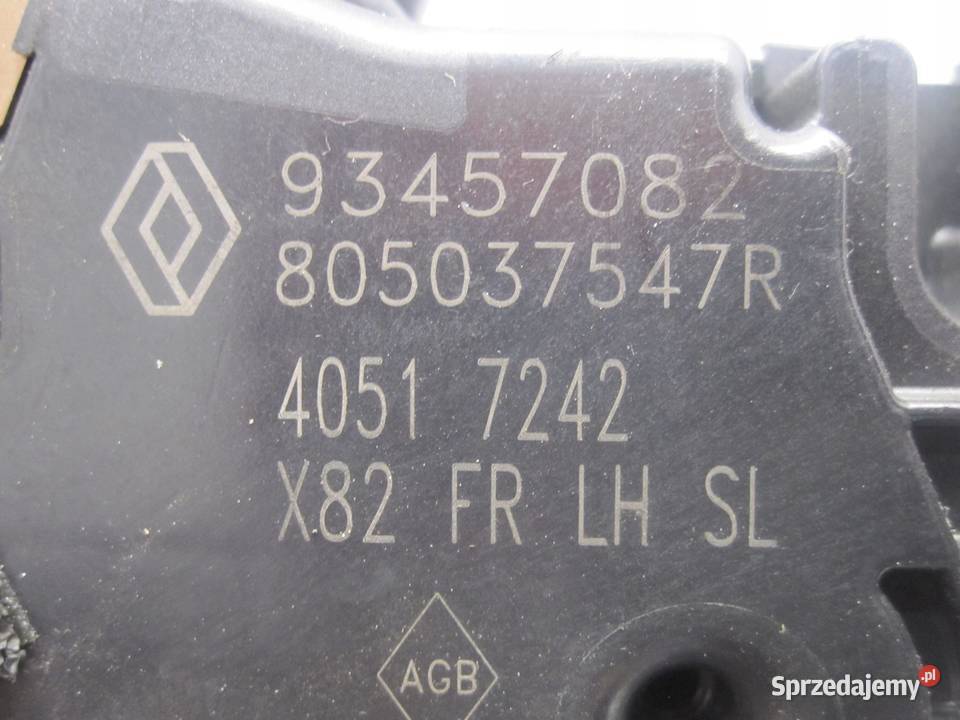 93457082
805037547R
4051 7242
X82 FR LH SL
AGB
Sprzedajemy.pl